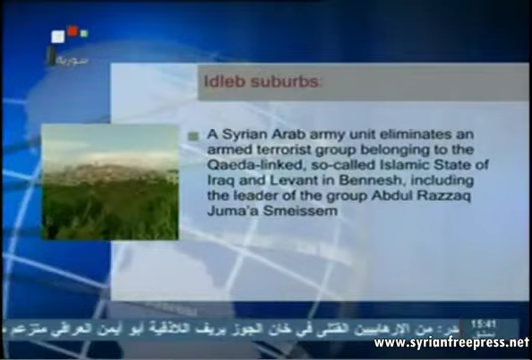 سورية
Idleb suburbs:
A Syrian Arab army unit eliminates an
armed terrorist group belonging to the
Qaeda-linked, so-called Islamic State of
Iraq and Levant in Bennesh, including
the leader of the group Abdul Razzaq
Juma'a Smeissem
من الإرهابيين القتلى في خان الجوز بريف اللاذقية أبو أيمن العراقي متزعم
15:41
www.syrianfreepress.net